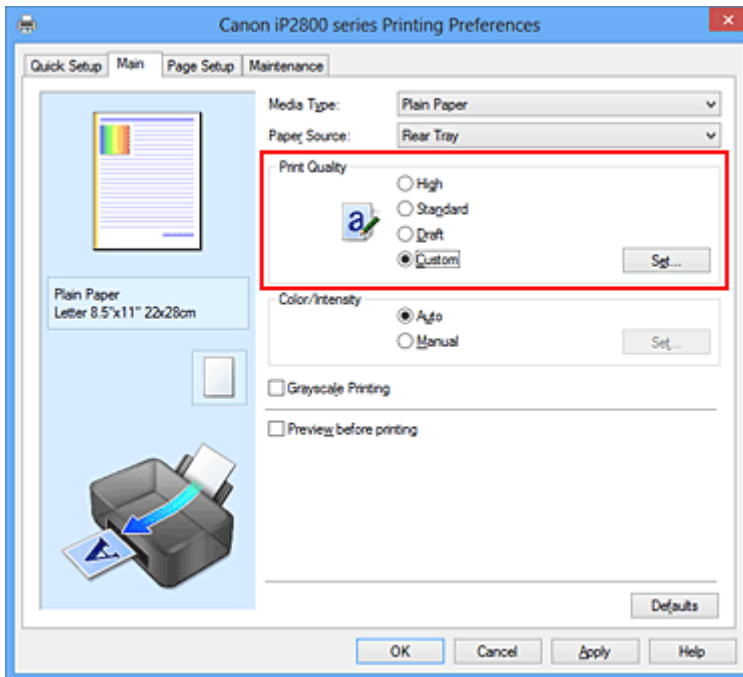 Canon iP2800 series Printing Preferences
Quick Setup Main Page Setup Maintenance
Media Type: Plain Paper
Paper Source: Rear Tray
Print Quality
High
Standard
a
Draft
Custom Set...
Plain Paper
Letter 8.5"x11" 22x28cm
Color/Intensity
Auto
Manual Set...
Grayscale Printing
Preview before printing
A
Defaults
OK Cancel Apply Help